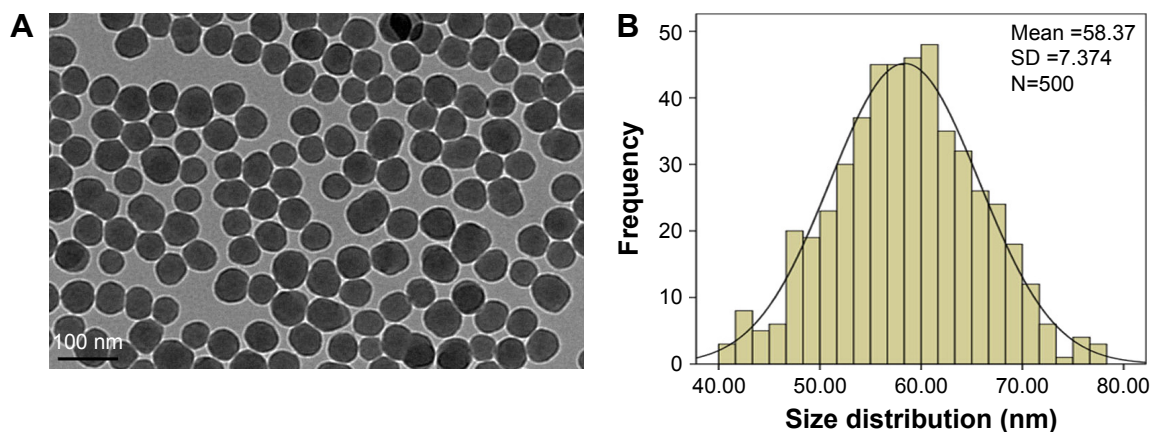 A
100 nm
B
Mean =58.37
SD =7.374
N=500
Frequency
50
40
30
20
10
0
40.00 50.00 60.00 70.00 80.00
Size distribution (nm)